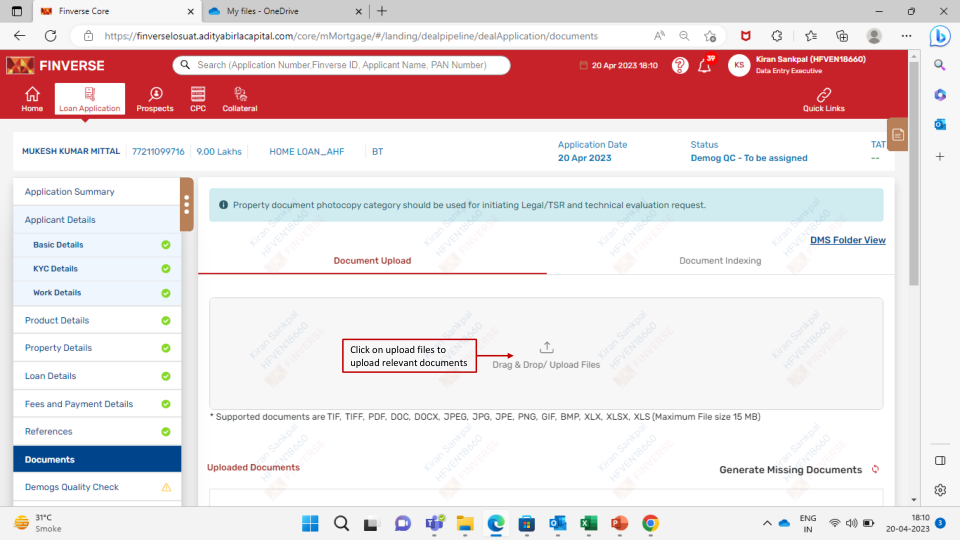 Finverse Core
My files - OneDrive
https://finverselosuat.adityabirlacapital.com/core/mMortgage/#/landing/dealpipeline/dealApplication/documents
FINVERSE
Search (Application Number,Finverse ID, Applicant Name, PAN Number)
20 Apr 2023 18:10
39
KS
Kiran Sankpal (HFVEN18660)
Data Entry Executive
Home
Loan Application
Prospects
CPC
Collateral
Quick Links
MUKESH KUMAR MITTAL
77211099716
9.00 Lakhs
HOME LOAN_AHF
BT
Application Date
20 Apr 2023
Status
Demog QC - To be assigned
TAT
--
Application Summary
Applicant Details
Basic Details
KYC Details
Work Details
Product Details
Property Details
Loan Details
Fees and Payment Details
References
Documents
Demogs Quality Check
Property document photocopy category should be used for initiating Legal/TSR and technical evaluation request.
DMS Folder View
Document Upload
Document Indexing
Click on upload files to
upload relevant documents
Drag & Drop/ Upload Files
* Supported documents are TIF, TIFF, PDF, DOC, DOCX, JPEG, JPG, JPE, PNG, GIF, BMP, XLX, XLSX, XLS (Maximum File size 15 MB)
Uploaded Documents
Generate Missing Documents
Kiran Sankpal
HFVEN18660
FINVERSE
31°C
Smoke
ENG
IN
18:10
20-04-2023
3